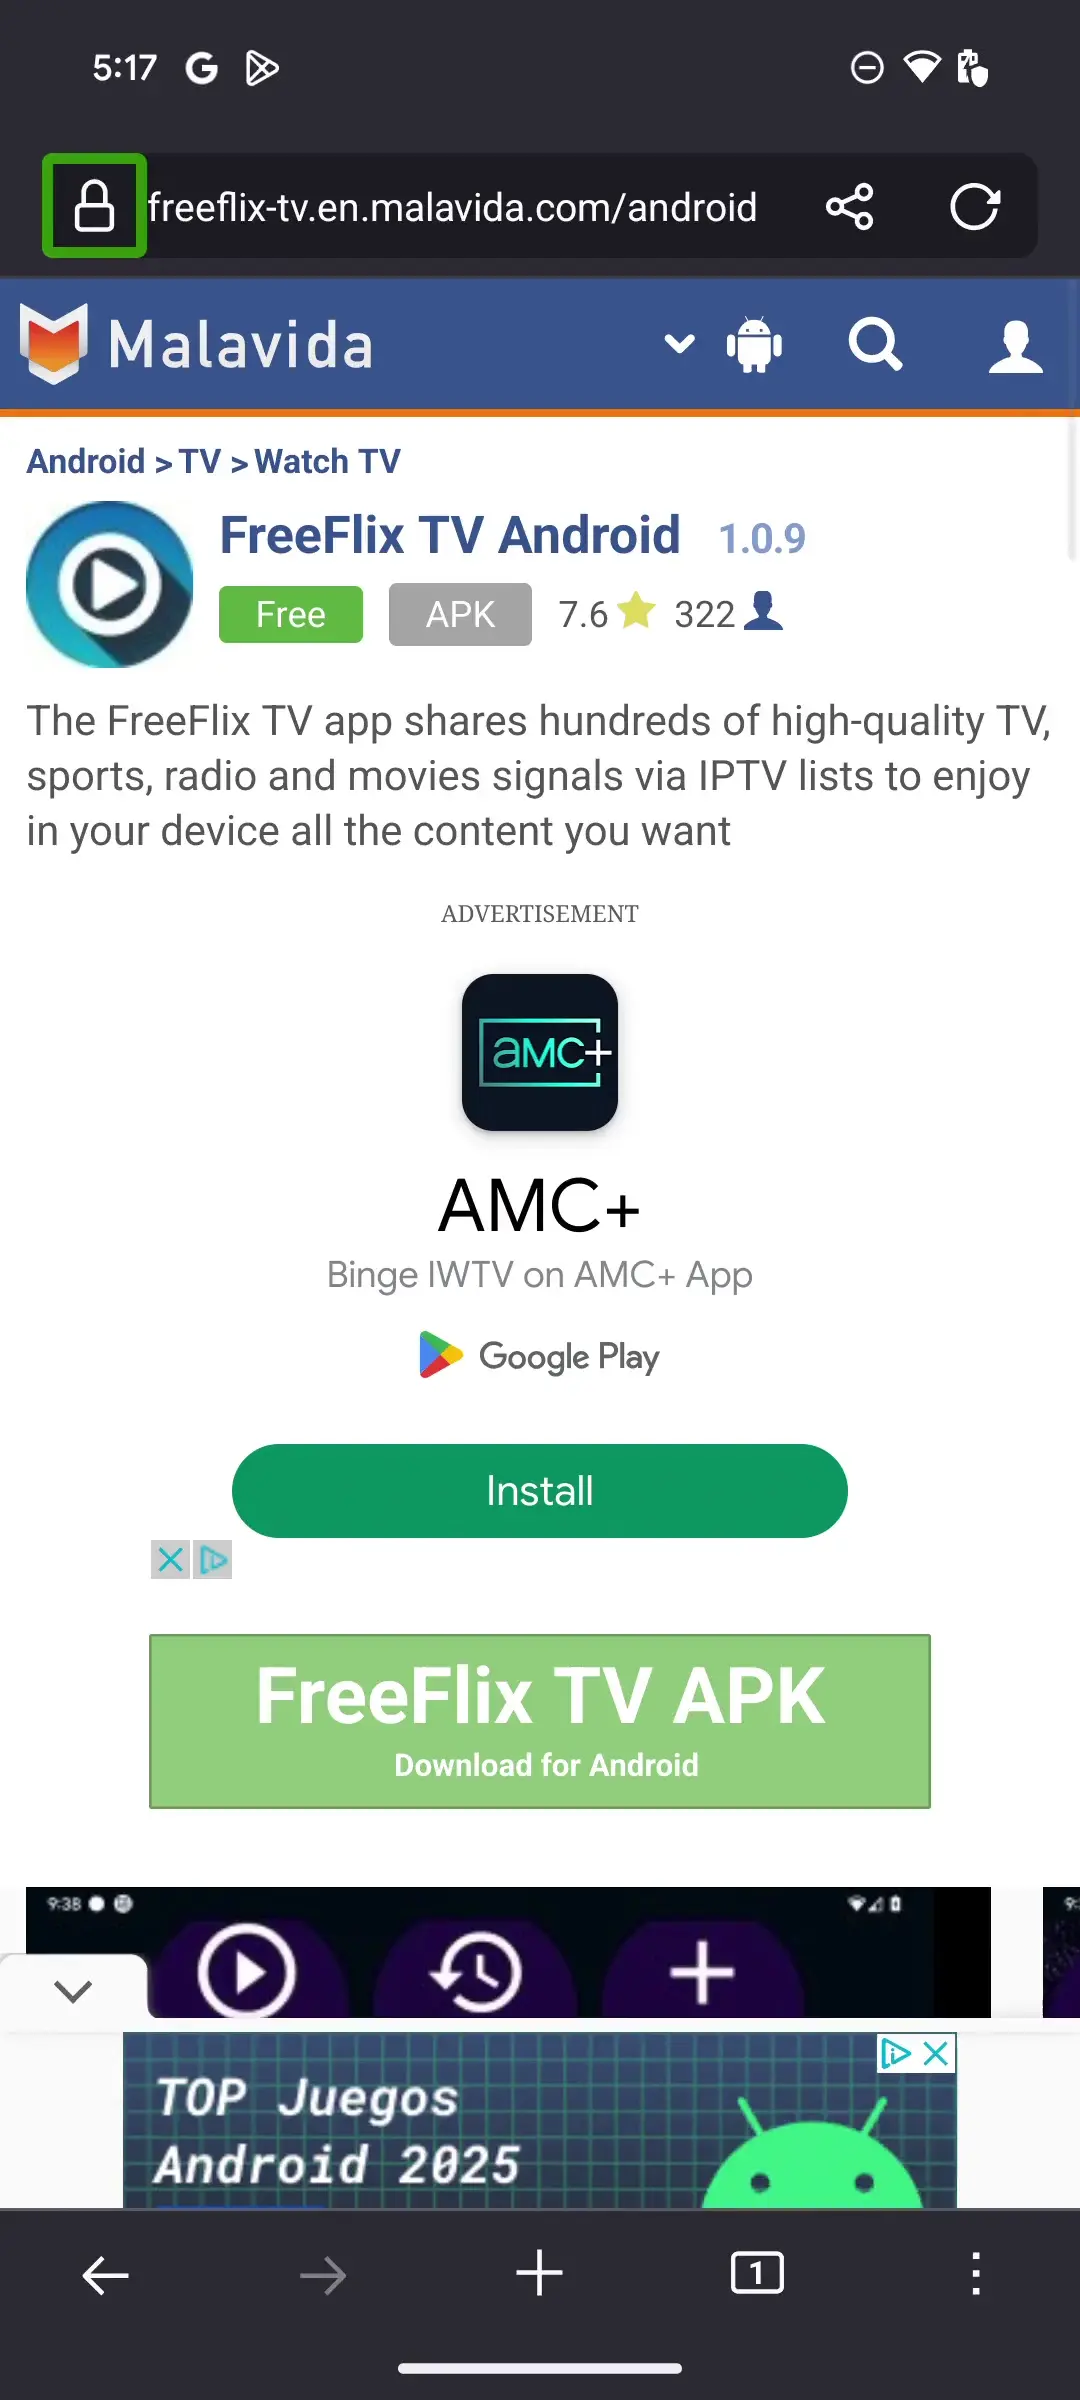 5:17
freeflix-tv.en.malavida.com/android
Malavida
Android > TV > Watch TV
FreeFlix TV Android 1.0.9
Free APK 7.6 322
The FreeFlix TV app shares hundreds of high-quality TV,
sports, radio and movies signals via IPTV lists to enjoy
in your device all the content you want
ADVERTISEMENT
aMC+
AMC+
Binge IWTV on AMC+ App
Google Play
Install
FreeFlix TV APK
Download for Android
9:38
TOP Juegos
Android 2025
1